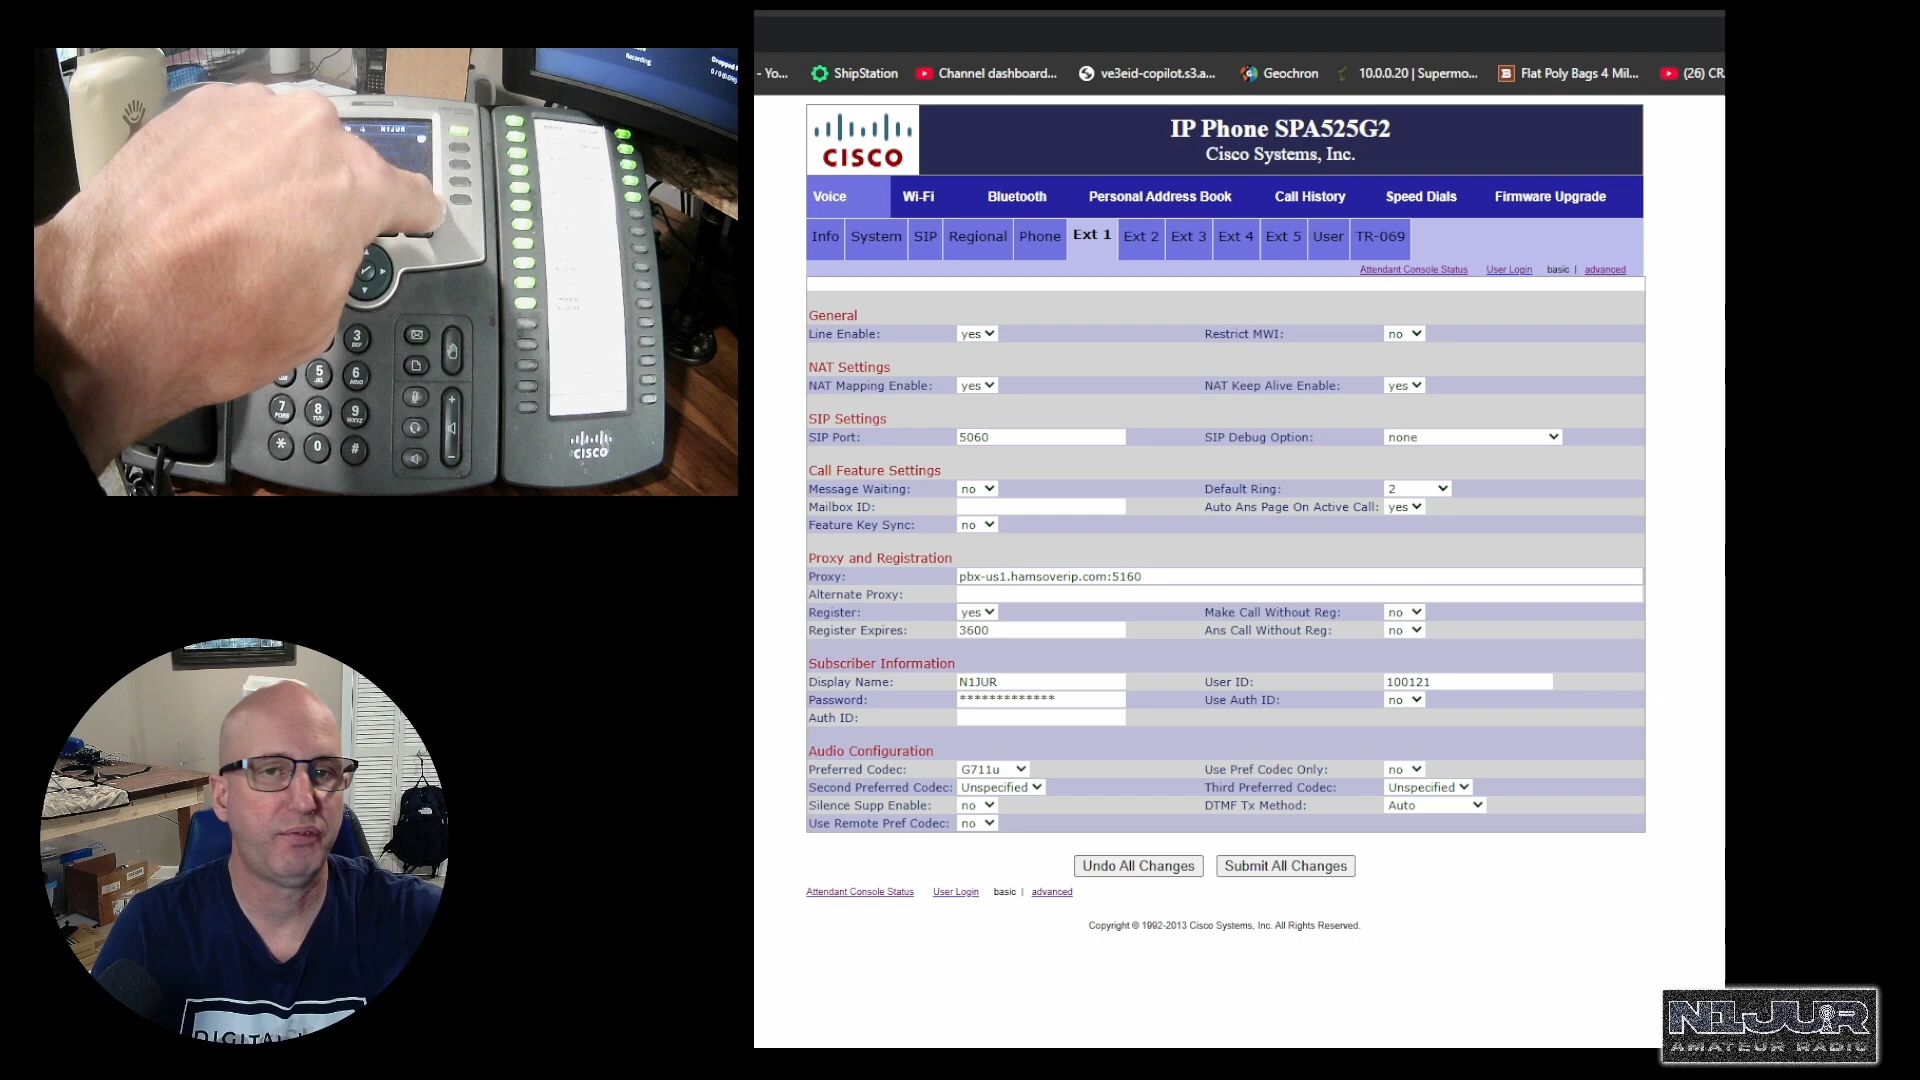 Recording
N1JUR
3
DEF
5
JKL
6
MNO
7
PQRS
8
TUV
9
WXYZ
*
0
#
CISCO
DIGITAL
- Yo...
ShipStation
Channel dashboard...
ve3eid-copilot.s3.a...
Geochron
10.0.0.20 | Supermo...
Flat Poly Bags 4 Mil...
(26) CR
CISCO
IP Phone SPA525G2
Cisco Systems, Inc.
Voice Wi-Fi Bluetooth Personal Address Book Call History Speed Dials Firmware Upgrade
Info System SIP Regional Phone Ext 1 Ext 2 Ext 3 Ext 4 Ext 5 User TR-069
Attendant Console Status User Login basic | advanced
General
Line Enable: yes Restrict MWI: no
NAT Settings
NAT Mapping Enable: yes NAT Keep Alive Enable: yes
SIP Settings
SIP Port: 5060 SIP Debug Option: none
Call Feature Settings
Message Waiting: no Default Ring: 2
Mailbox ID: Auto Ans Page On Active Call: yes
Feature Key Sync: no
Proxy and Registration
Proxy: pbx-us1.hamsoverip.com:5160
Alternate Proxy:
Register: yes Make Call Without Reg: no
Register Expires: 3600 Ans Call Without Reg: no
Subscriber Information
Display Name: N1JUR User ID: 100121
Password: ************* Use Auth ID: no
Auth ID:
Audio Configuration
Preferred Codec: G711u Use Pref Codec Only: no
Second Preferred Codec: Unspecified Third Preferred Codec: Unspecified
Silence Supp Enable: no DTMF Tx Method: Auto
Use Remote Pref Codec: no
Undo All Changes Submit All Changes
Attendant Console Status User Login basic | advanced
Copyright © 1992-2013 Cisco Systems, Inc. All Rights Reserved.
N1JUR
AMATEUR RADIO